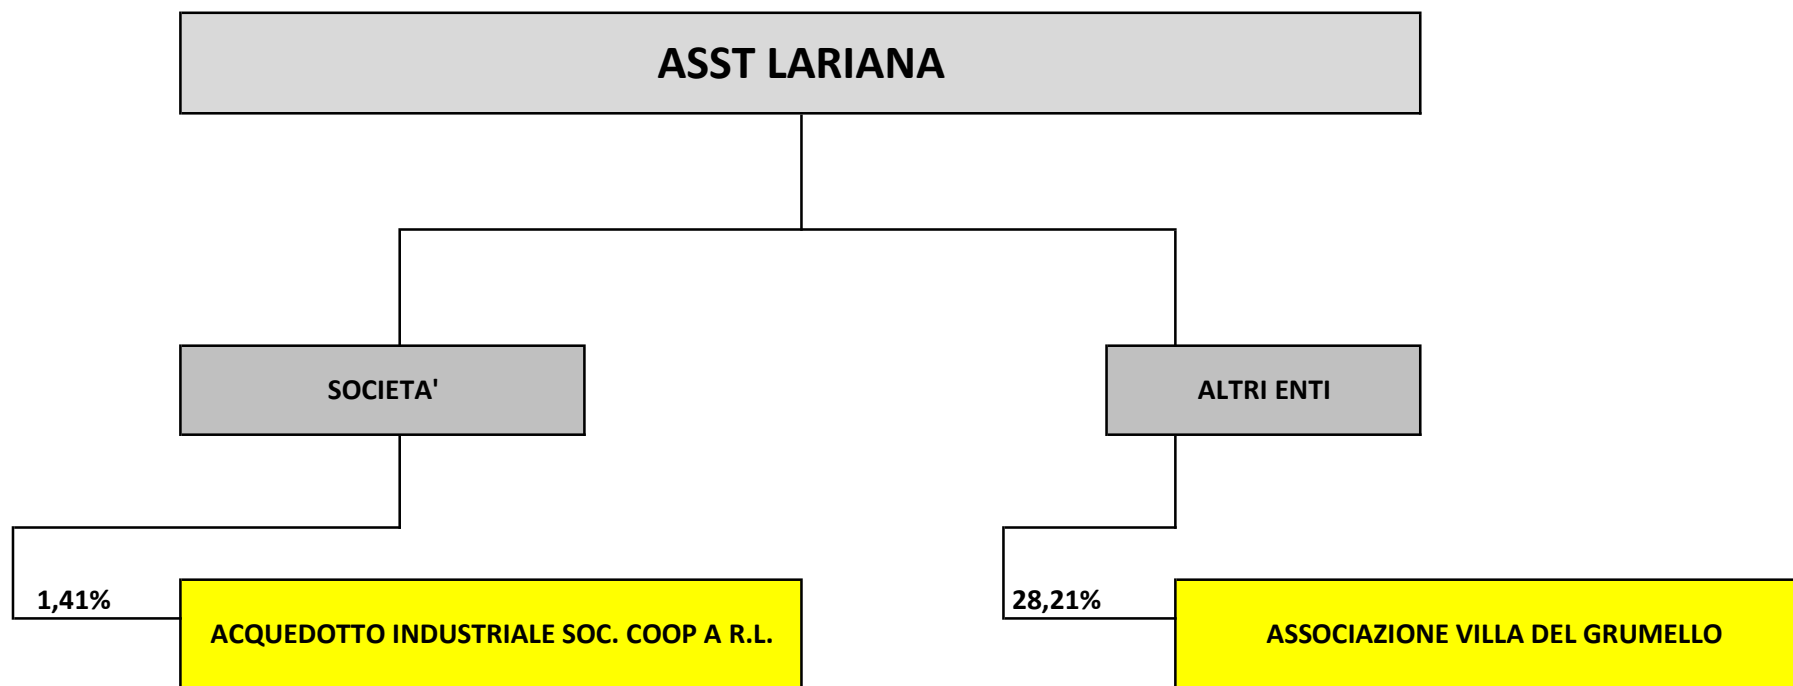 ASST LARIANA
SOCIETA'
ALTRI ENTI
1,41%
ACQUEDOTTO INDUSTRIALE SOC. COOP A R.L.
28,21%
ASSOCIAZIONE VILLA DEL GRUMELLO